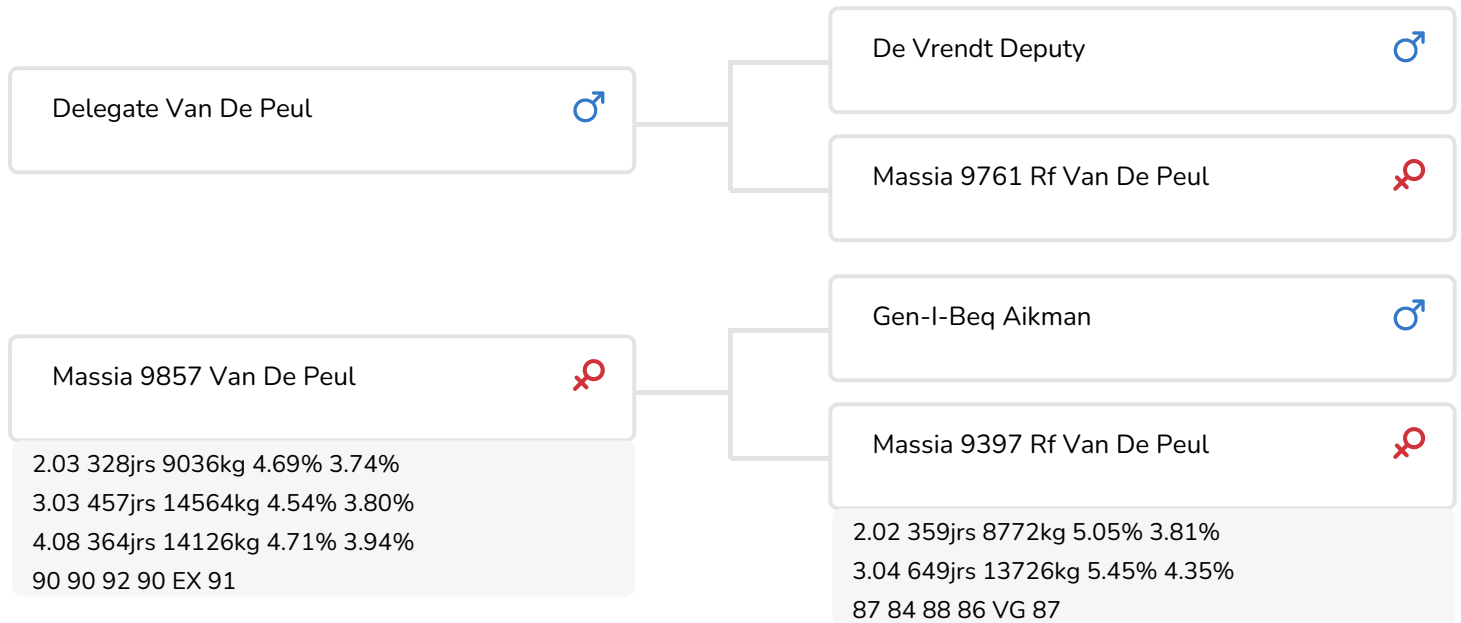 Delegate Van De Peul
De Vrendt Deputy
Massia 9761 Rf Van De Peul
Massia 9857 Van De Peul
2.03 328jrs 9036kg 4.69% 3.74%
3.03 457jrs 14564kg 4.54% 3.80%
4.08 364jrs 14126kg 4.71% 3.94%
90 90 92 90 EX 91
Gen-I-Beq Aikman
Massia 9397 Rf Van De Peul
2.02 359jrs 8772kg 5.05% 3.81%
3.04 649jrs 13726kg 5.45% 4.35%
87 84 88 86 VG 87